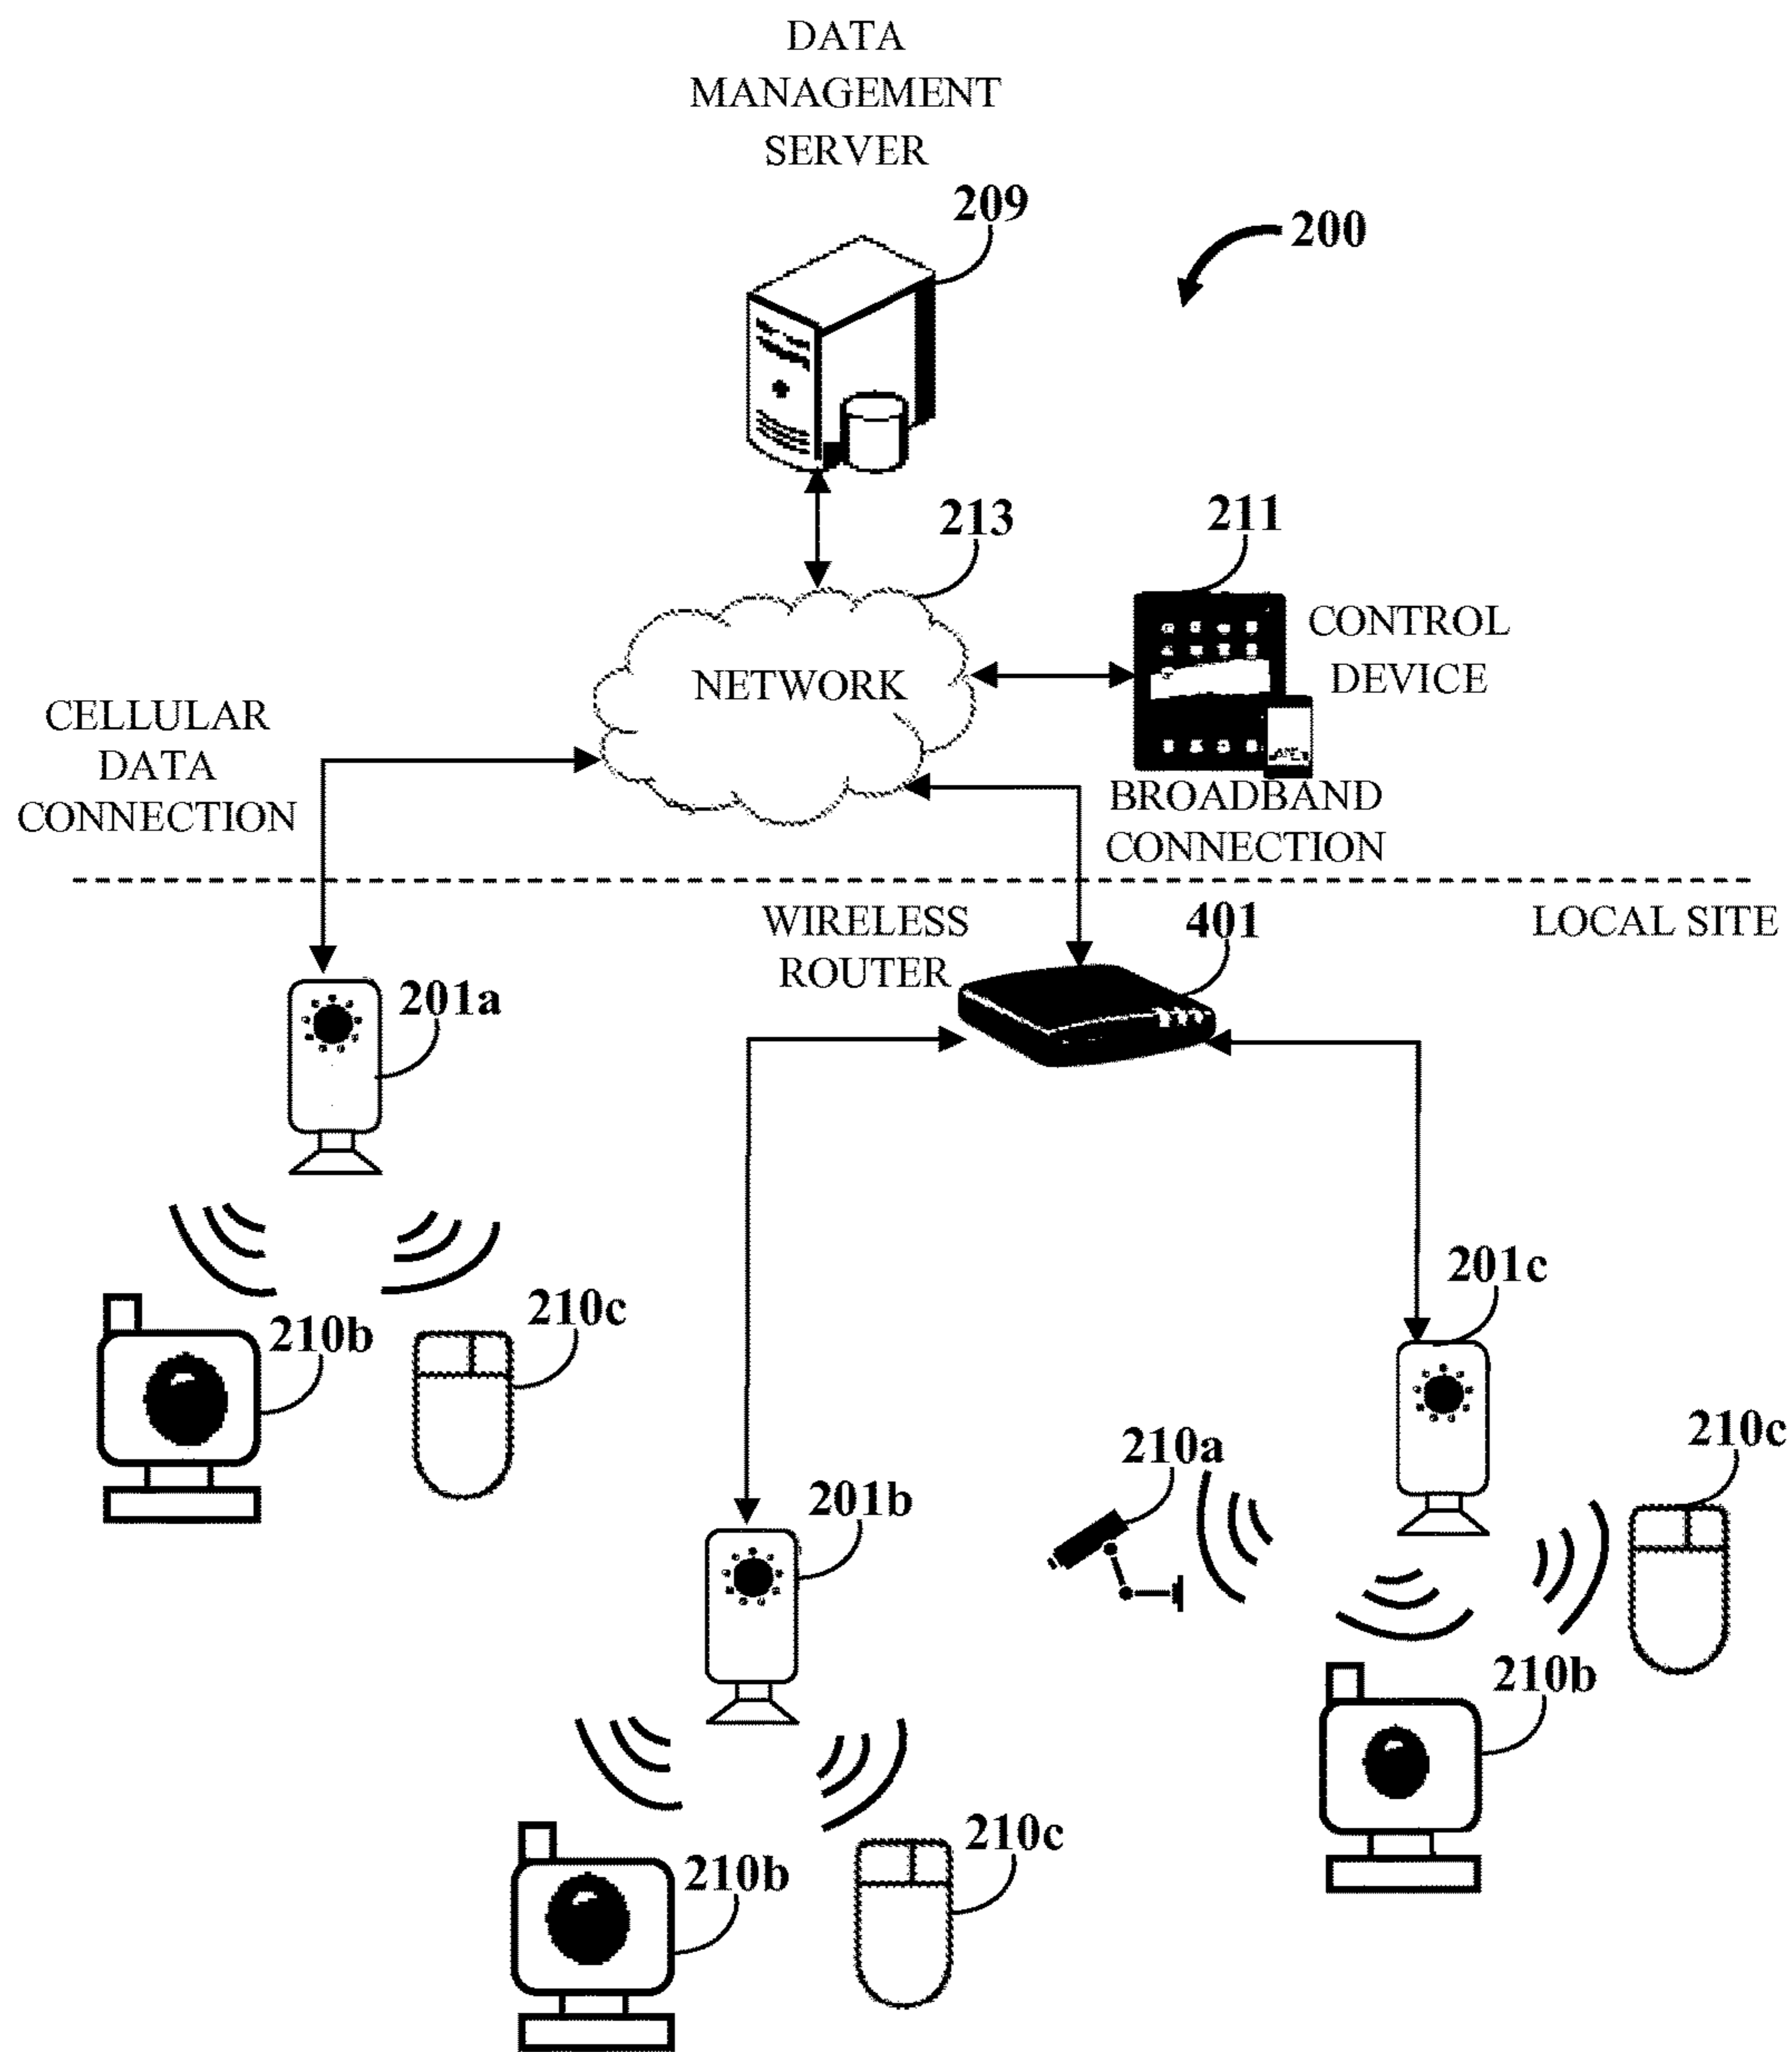 DATA
MANAGEMENT
SERVER
209
200
213
211
NETWORK
CONTROL
DEVICE
CELLULAR
DATA
CONNECTION
BROADBAND
CONNECTION
WIRELESS
ROUTER
401
LOCAL SITE
201a
201c
210b
210c
210a
210c
201b
210b
210b
210c